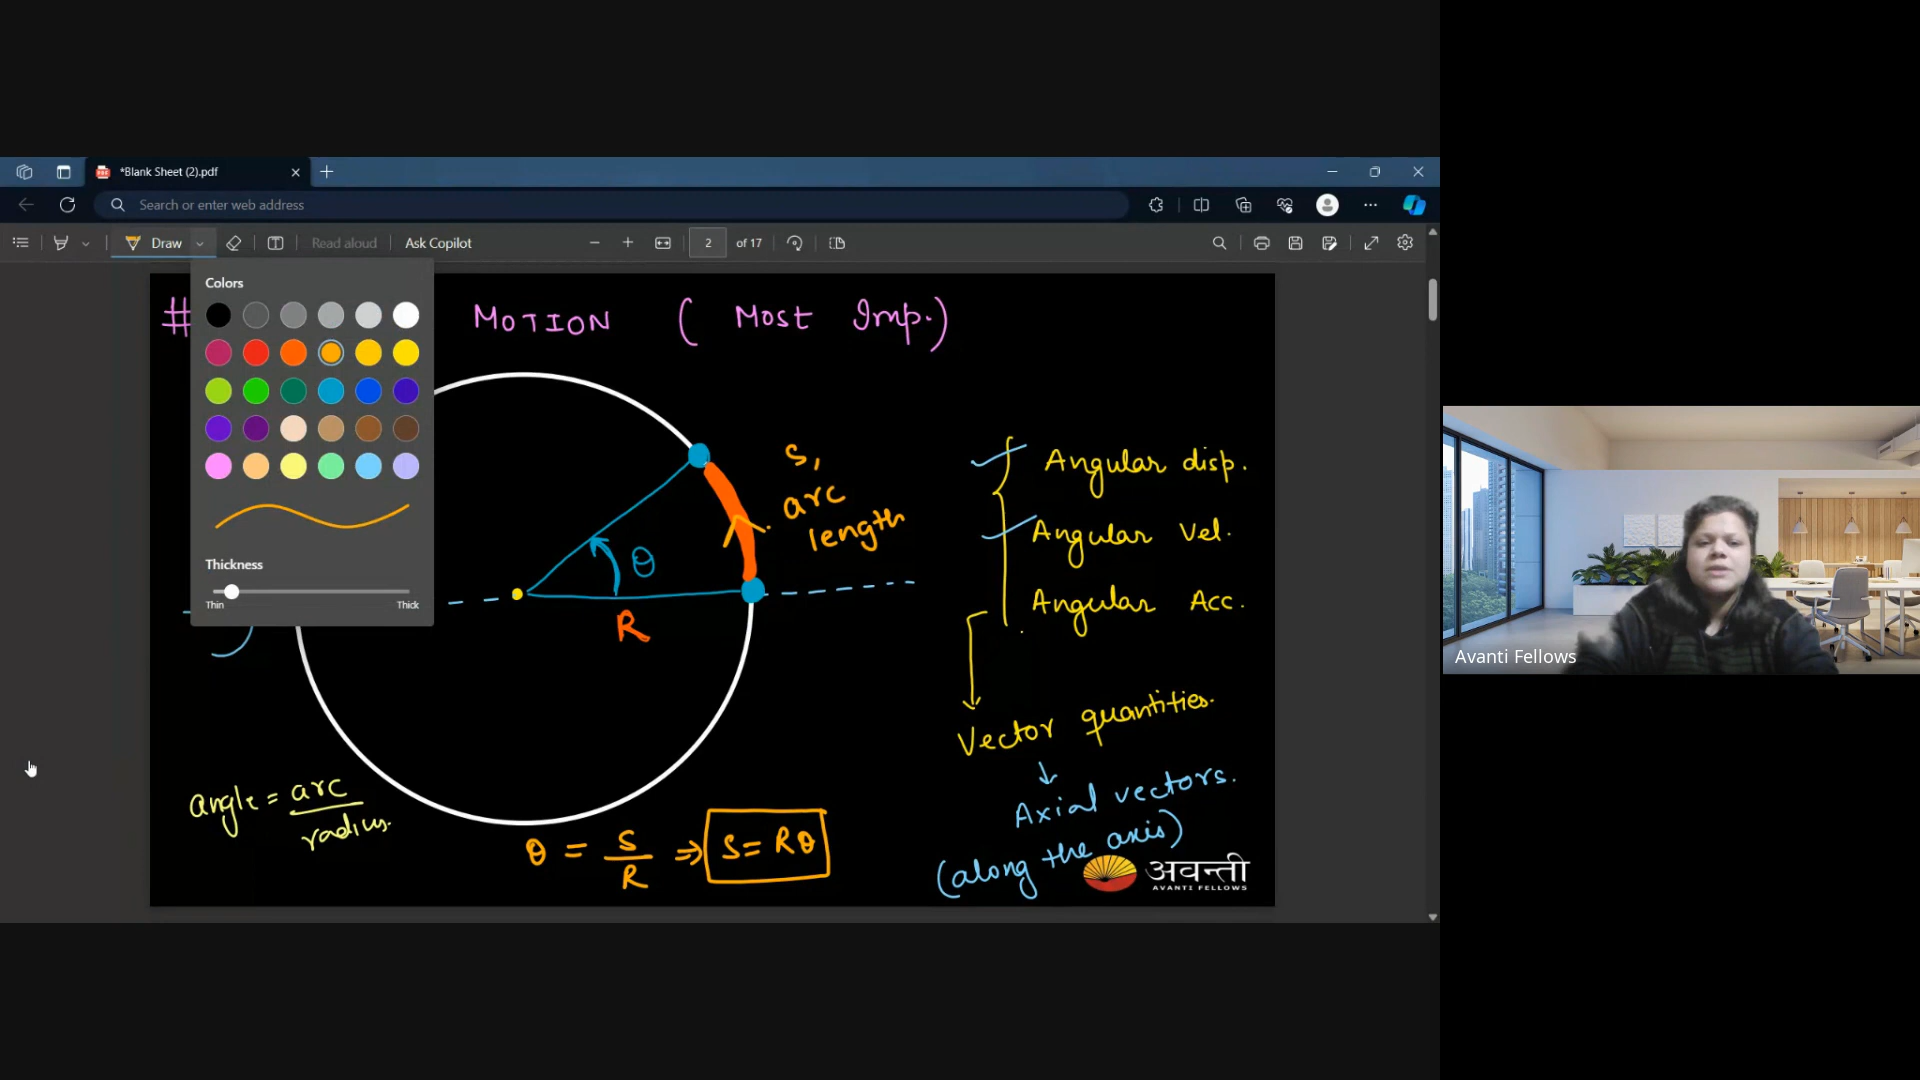 *Blank Sheet (2).pdf
Search or enter web address
Draw
Read aloud
Ask Copilot
2 of 17
Colors
Thickness
Thin
Thick
# MOTION ( Most Imp.)
s,
arc
length
θ
R
Angular disp.
Angular Vel.
Angular Acc.
Vector quantities.
Axial vectors.
(along the axis)
angle = arc
radius.
θ = S
R
⇒ S = Rθ
अवन्ती
AVANTI FELLOWS
Avanti Fellows